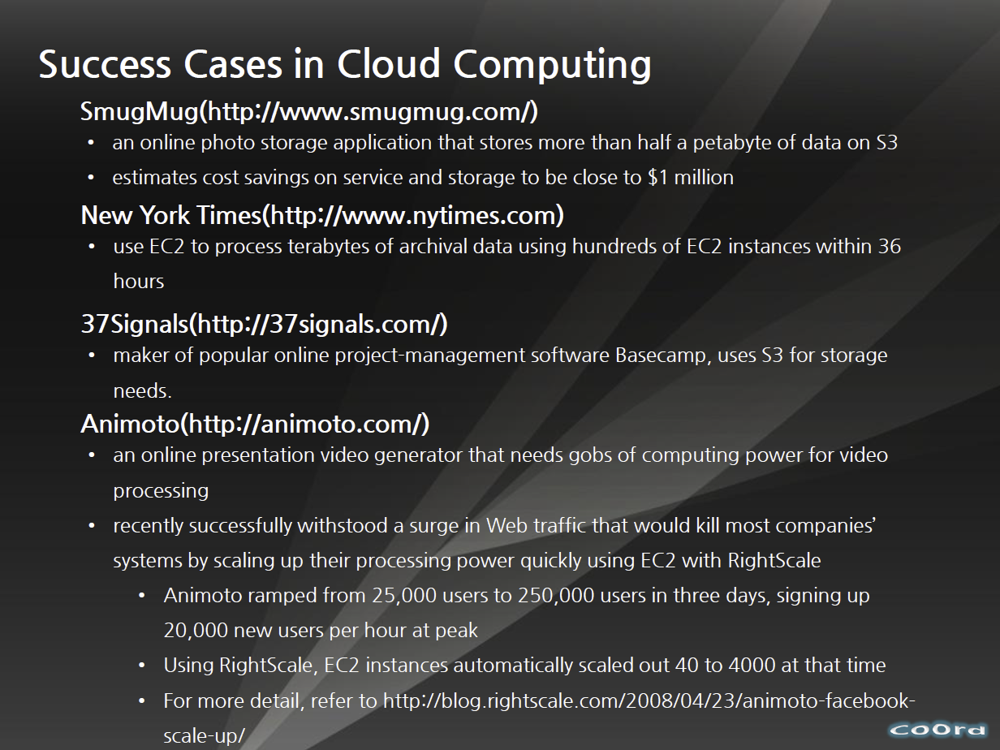 Success Cases in Cloud Computing
SmugMug(http://www.smugmug.com/)
• an online photo storage application that stores more than half a petabyte of data on S3
• estimates cost savings on service and storage to be close to $1 million
New York Times(http://www.nytimes.com)
• use EC2 to process terabytes of archival data using hundreds of EC2 instances within 36
hours
37Signals(http://37signals.com/)
• maker of popular online project-management software Basecamp, uses S3 for storage
needs.
Animoto(http://animoto.com/)
• an online presentation video generator that needs gobs of computing power for video
processing
• recently successfully withstood a surge in Web traffic that would kill most companies’
systems by scaling up their processing power quickly using EC2 with RightScale
• Animoto ramped from 25,000 users to 250,000 users in three days, signing up
20,000 new users per hour at peak
• Using RightScale, EC2 instances automatically scaled out 40 to 4000 at that time
• For more detail, refer to http://blog.rightscale.com/2008/04/23/animoto-facebook-
scale-up/
coOrd